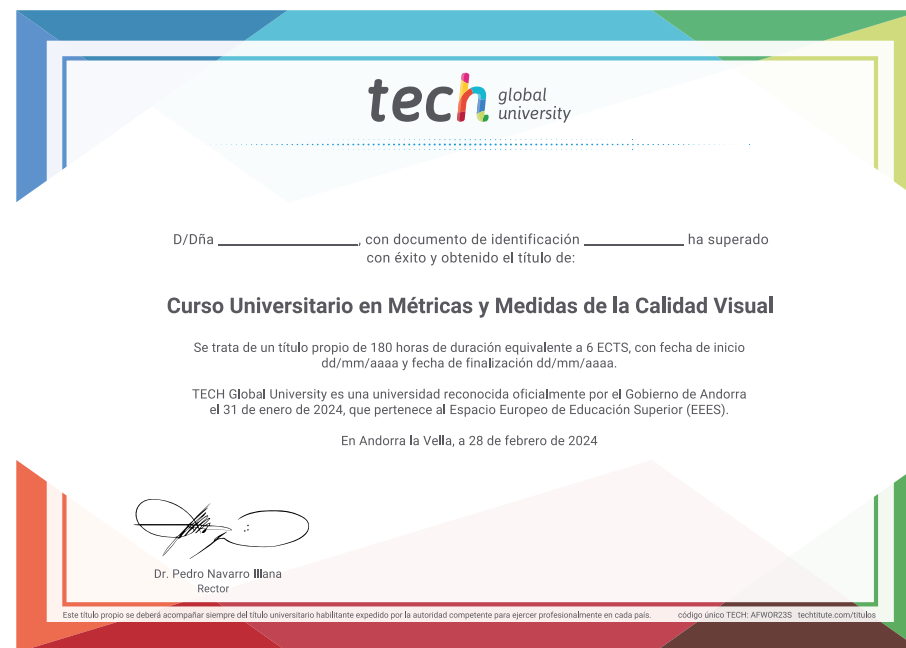 tech global university
D/Dña ____________________, con documento de identificación ______________ ha superado
con éxito y obtenido el título de:
Curso Universitario en Métricas y Medidas de la Calidad Visual
Se trata de un título propio de 180 horas de duración equivalente a 6 ECTS, con fecha de inicio
dd/mm/aaaa y fecha de finalización dd/mm/aaaa.
TECH Global University es una universidad reconocida oficialmente por el Gobierno de Andorra
el 31 de enero de 2024, que pertenece al Espacio Europeo de Educación Superior (EEES).
En Andorra la Vella, a 28 de febrero de 2024
Dr. Pedro Navarro Illana
Rector
Este título propio se deberá acompañar siempre del título universitario habilitante expedido por la autoridad competente para ejercer profesionalmente en cada país. código único TECH: AFWOR23S techtitute.com/titulos